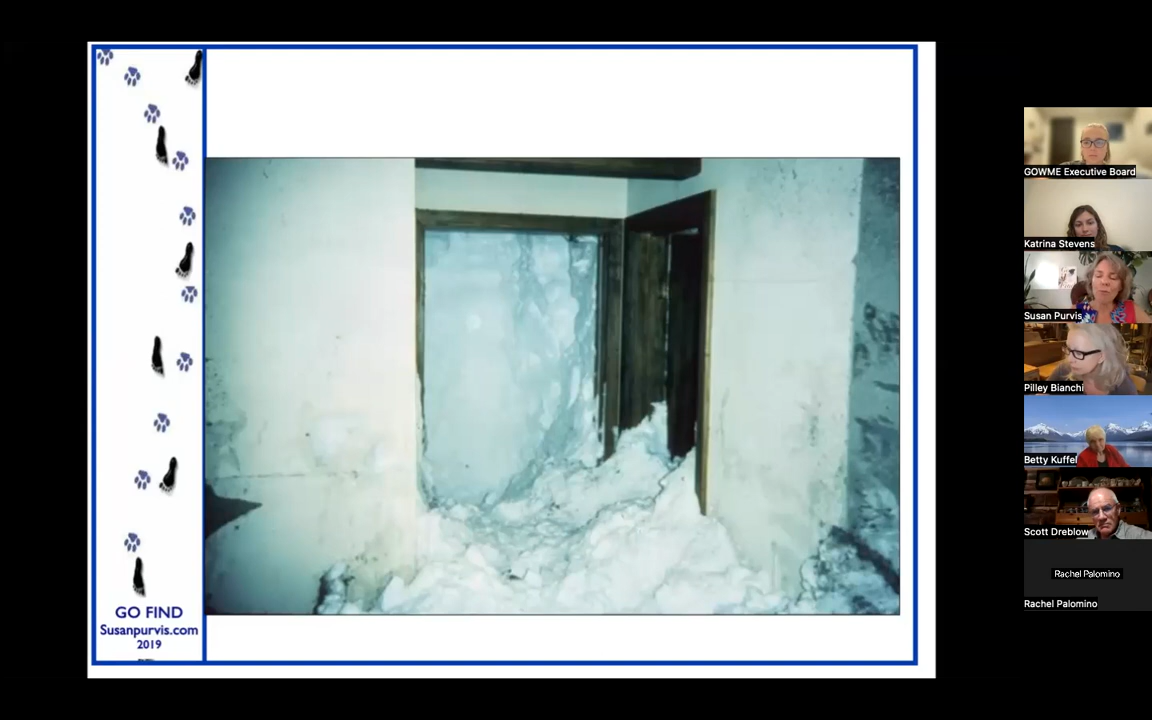 GO FIND
Susanpurvis.com
2019
GOWME Executive Board
Katrina Stevens
Susan Purvis
Pilley Bianchi
Betty Kuffel
Scott Dreblow
Rachel Palomino
Rachel Palomino